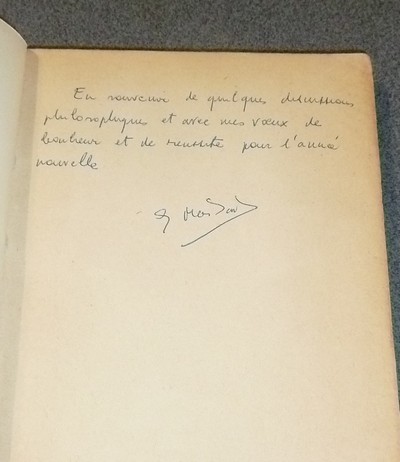 En souvenir de quelques discussions
philosophiques et avec mes vœux de
bonheur et de réussite pour l'année
nouvelle